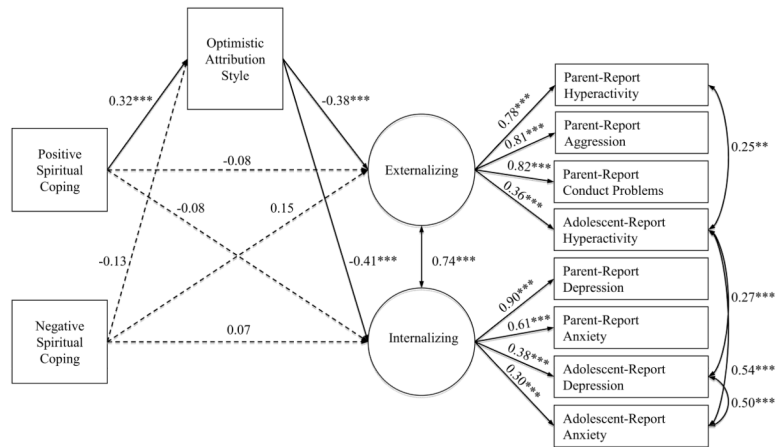 Optimistic
Attribution
Style
0.32***
-0.38***
Positive
Spiritual
Coping
-0.08
-0.08
0.15
-0.13
-0.41***
Negative
Spiritual
Coping
0.07
Externalizing
0.74***
Internalizing
0.78***
0.81***
0.82***
0.36***
0.90***
0.61***
0.38***
0.30***
Parent-Report
Hyperactivity
Parent-Report
Aggression
Parent-Report
Conduct Problems
Adolescent-Report
Hyperactivity
Parent-Report
Depression
Parent-Report
Anxiety
Adolescent-Report
Depression
Adolescent-Report
Anxiety
0.25**
0.27***
0.54***
0.50***